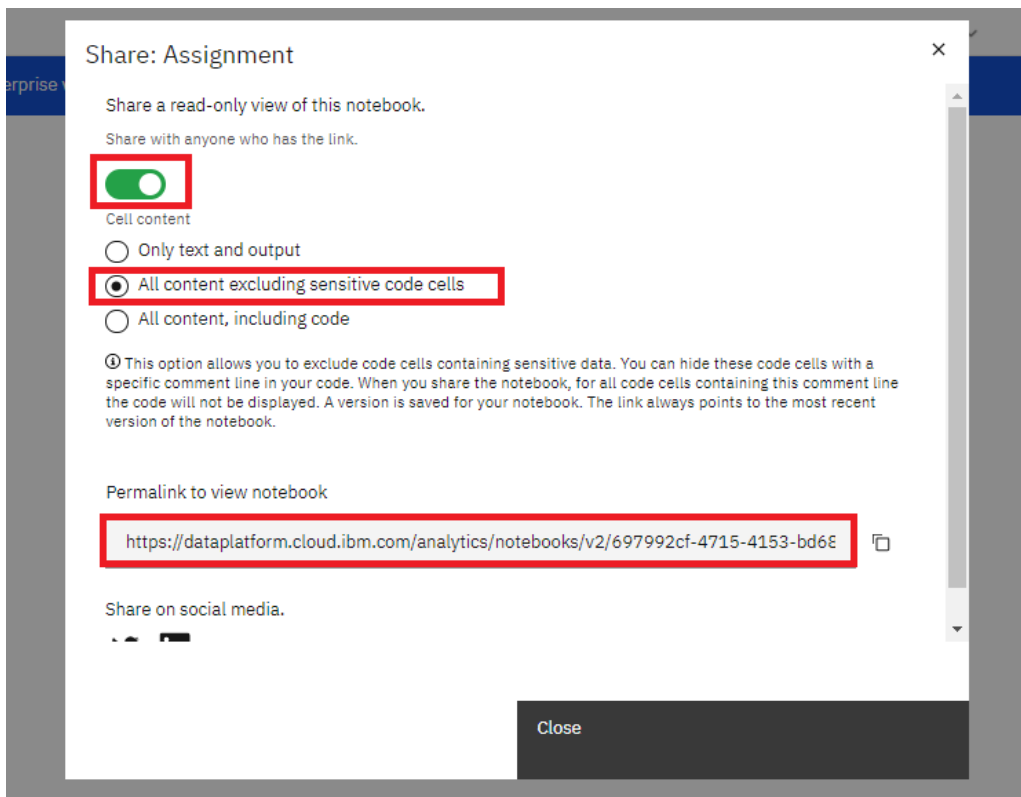 Share: Assignment
erprise
Share a read-only view of this notebook.
Share with anyone who has the link.
Cell content
Only text and output
All content excluding sensitive code cells
All content, including code
This option allows you to exclude code cells containing sensitive data. You can hide these code cells with a
specific comment line in your code. When you share the notebook, for all code cells containing this comment line
the code will not be displayed. A version is saved for your notebook. The link always points to the most recent
version of the notebook.
Permalink to view notebook
https://dataplatform.cloud.ibm.com/analytics/notebooks/v2/697992cf-4715-4153-bd68
Share on social media.
Close